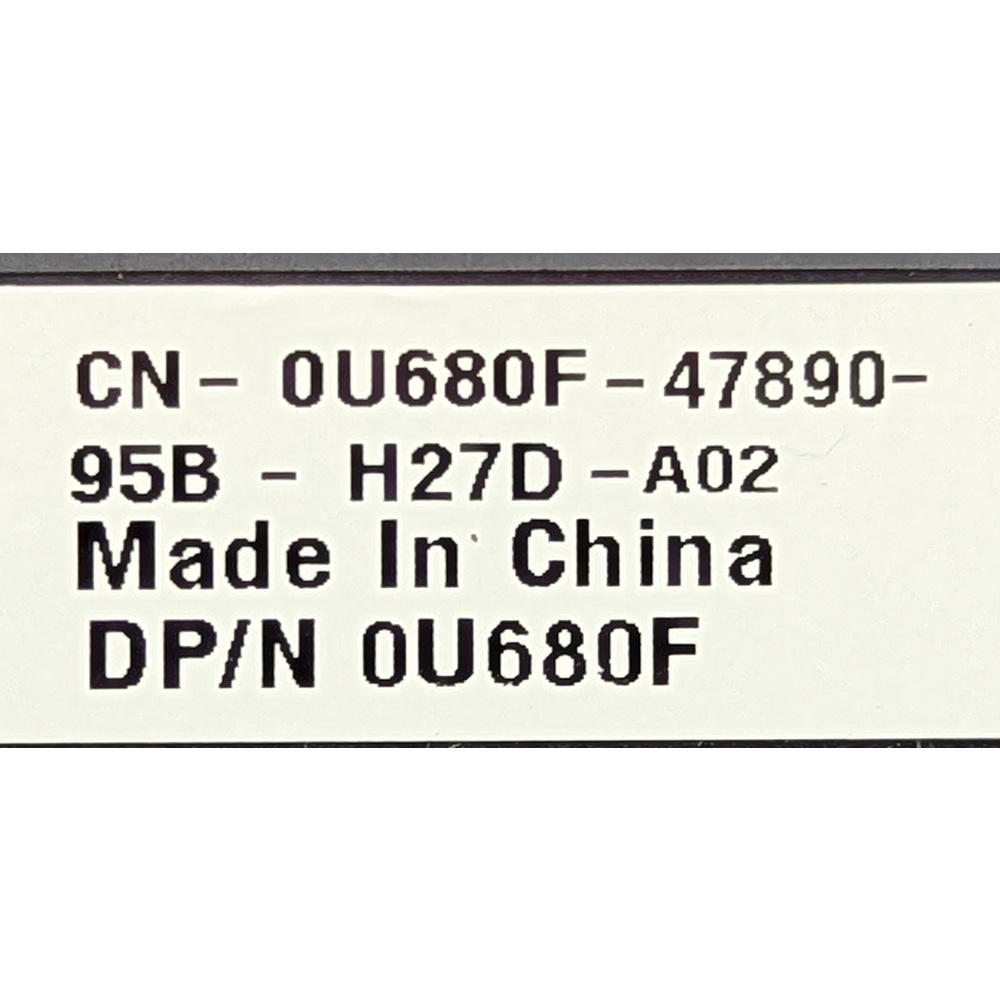 CN- 0U680F-47890-
95B - H27D -A02
Made In China
DP/N 0U680F